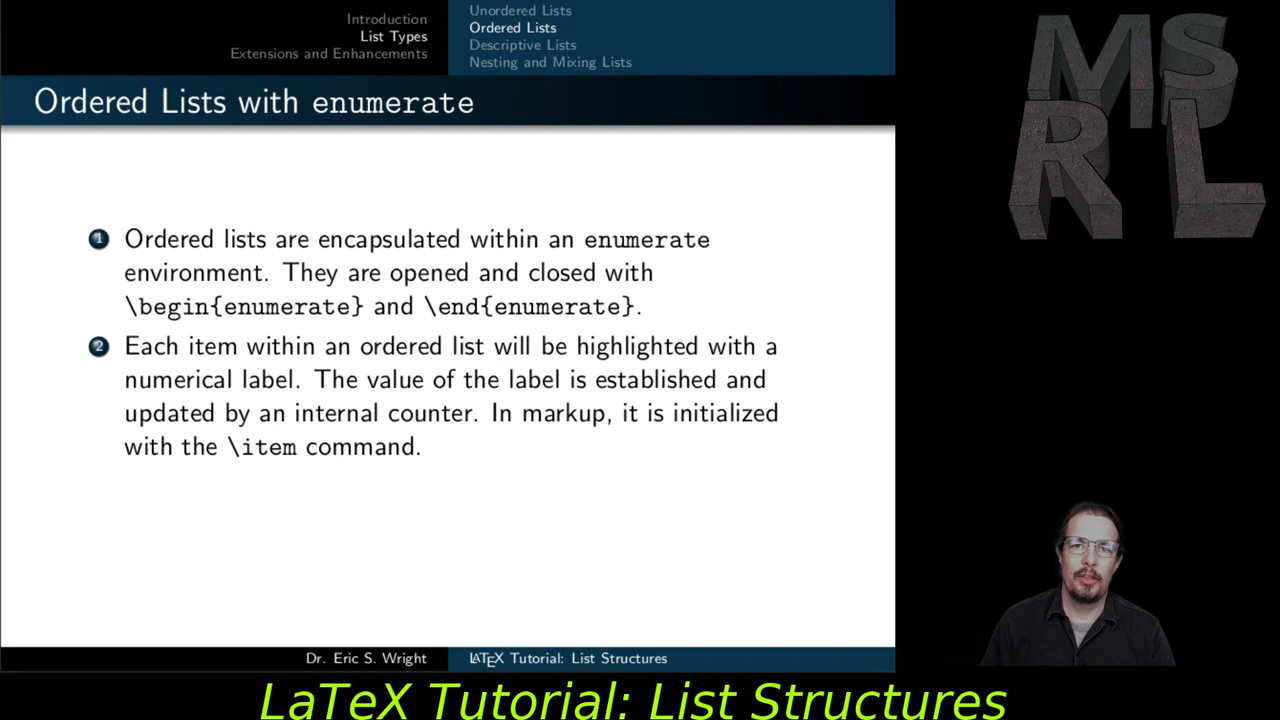 Introduction
List Types
Extensions and Enhancements
Unordered Lists
Ordered Lists
Descriptive Lists
Nesting and Mixing Lists
MS
RL
Ordered Lists with enumerate
1 Ordered lists are encapsulated within an enumerate
environment. They are opened and closed with
\begin{enumerate} and \end{enumerate}.
2 Each item within an ordered list will be highlighted with a
numerical label. The value of the label is established and
updated by an internal counter. In markup, it is initialized
with the \item command.
Dr. Eric S. Wright
LATEX Tutorial: List Structures
LaTeX Tutorial: List Structures